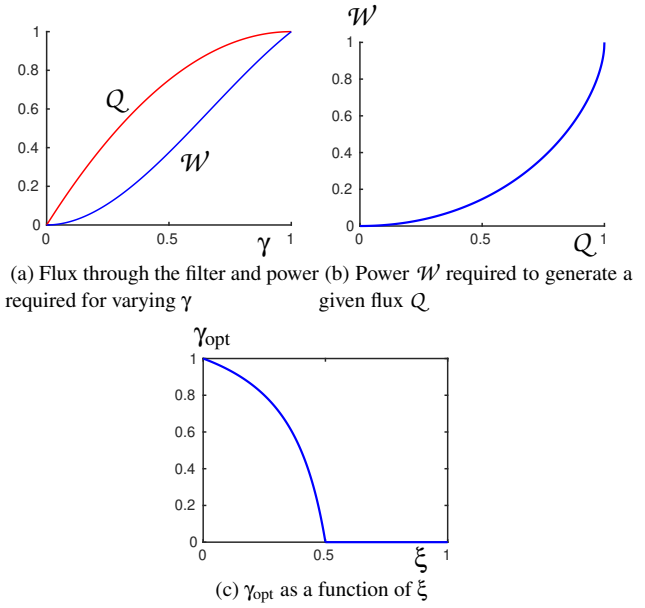 𝒲
1
0.8
0.6
0.4
0.2
0
𝒬
𝒲
0 0.5 1
γ
1
0.8
0.6
0.4
0.2
0
0 0.5 1
𝒬
(a) Flux through the filter and power
required for varying γ
(b) Power 𝒲 required to generate a
given flux 𝒬
γopt
1
0.8
0.6
0.4
0.2
0
0 0.5 1
ξ
(c) γopt as a function of ξ